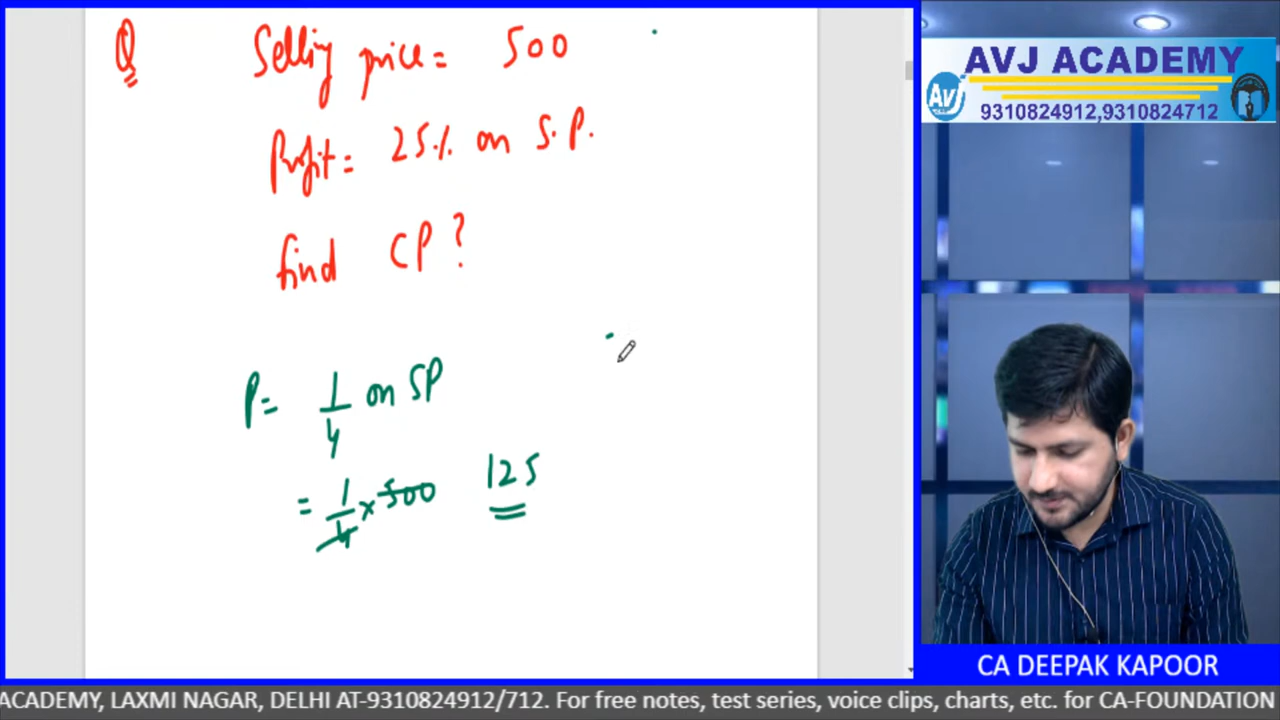 Q Selling price = 500
Profit = 25% on S.P.
find CP?
P = 1/4 on SP
= 1/4 x 500 125
AVJ ACADEMY
AVJ
9310824912,9310824712
CA DEEPAK KAPOOR
ACADEMY, LAXMI NAGAR, DELHI AT-9310824912/712. For free notes, test series, voice clips, charts, etc. for CA-FOUNDATION